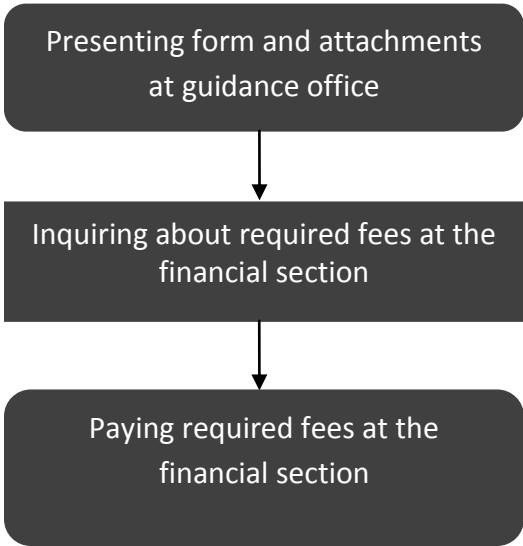 Presenting form and attachments
at guidance office
Inquiring about required fees at the
financial section
Paying required fees at the
financial section